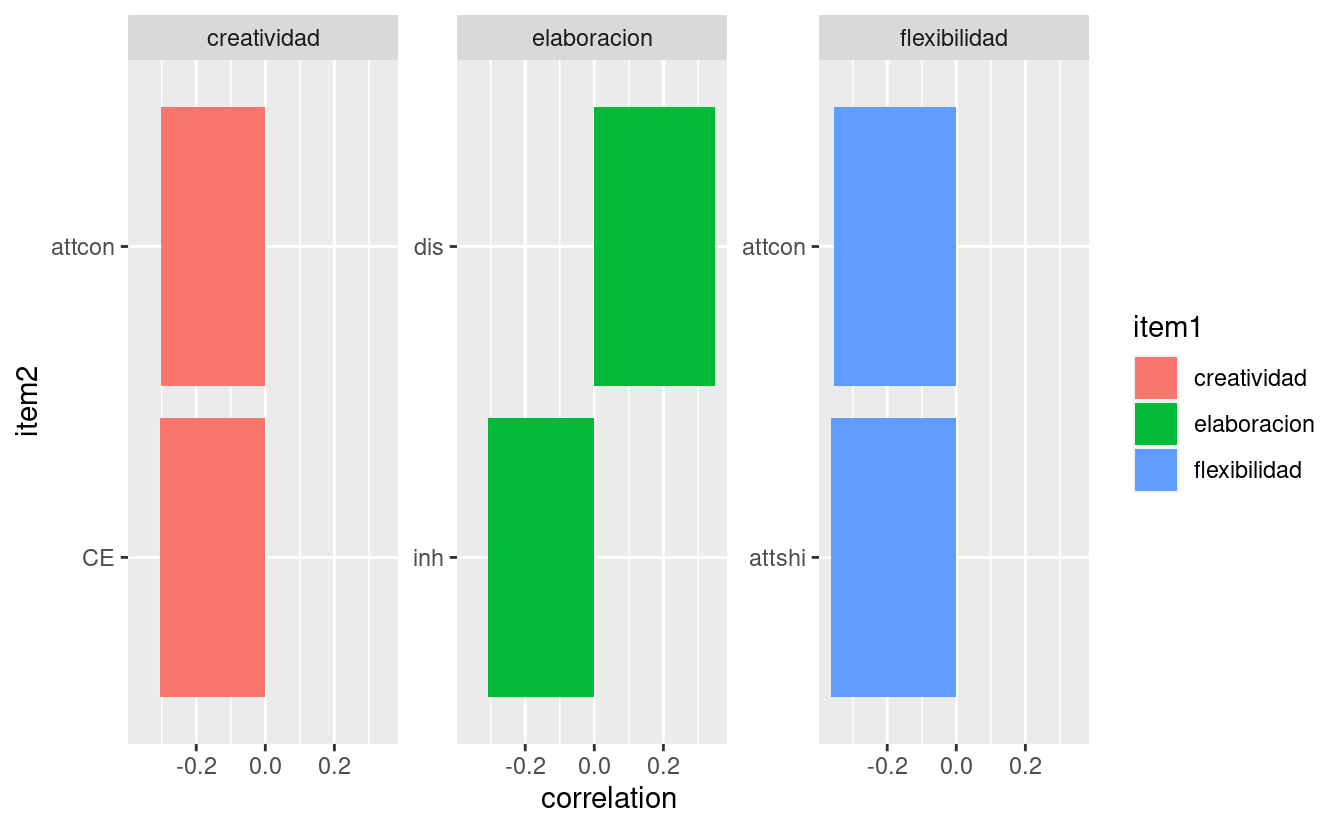 creatividad elaboracion flexibilidad
attcon dis attcon
CE inh attshi
item2
-0.2 0.0 0.2 -0.2 0.0 0.2 -0.2 0.0 0.2
correlation
item1
creatividad
elaboracion
flexibilidad